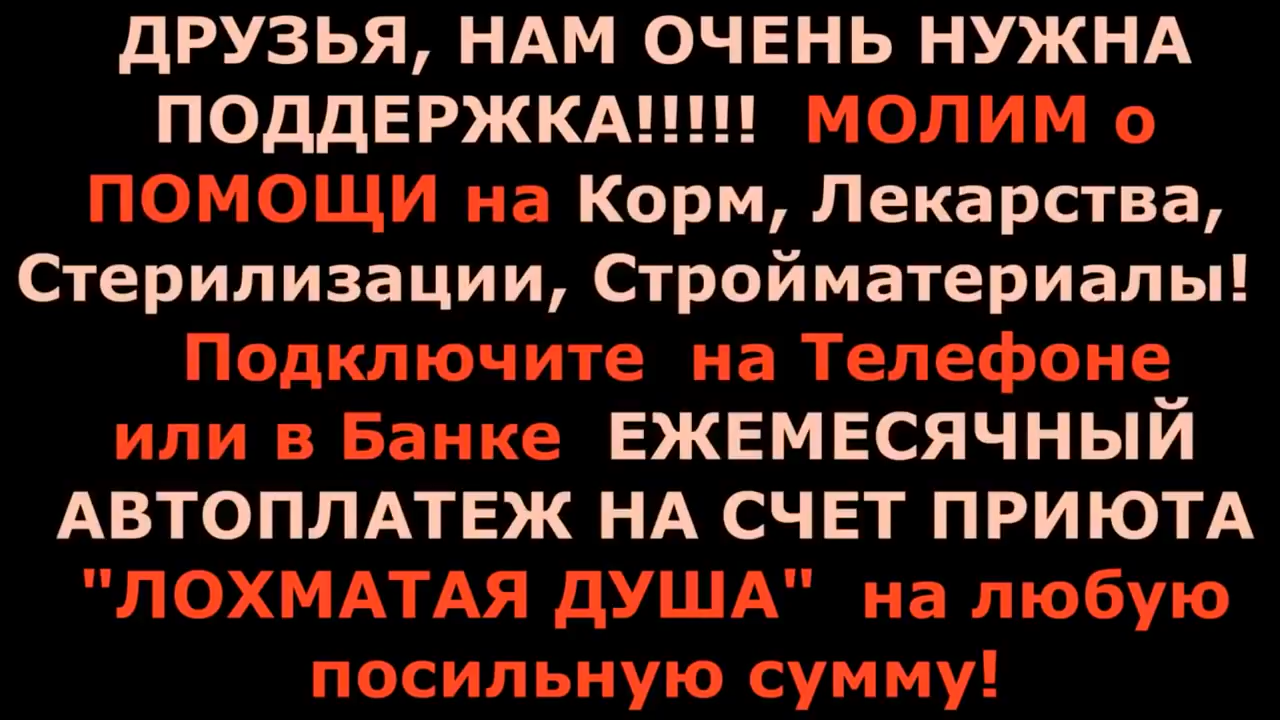 ДРУЗЬЯ, НАМ ОЧЕНЬ НУЖНА
ПОДДЕРЖКА!!!!! МОЛИМ о
ПОМОЩИ на Корм, Лекарства,
Стерилизации, Стройматериалы!
Подключите на Телефоне
или в Банке ЕЖЕМЕСЯЧНЫЙ
АВТОПЛАТЕЖ НА СЧЕТ ПРИЮТА
"ЛОХМАТАЯ ДУША" на любую
посильную сумму!